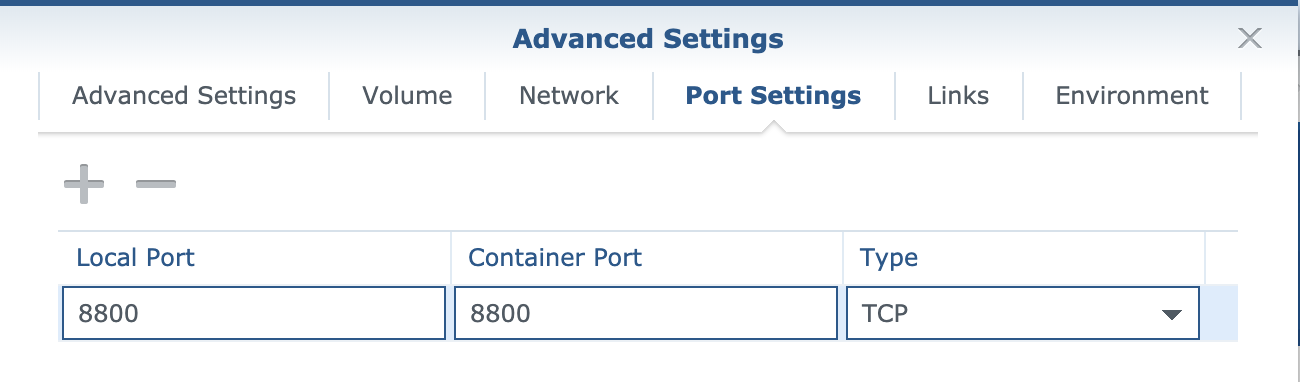 Advanced Settings
Advanced Settings Volume Network Port Settings Links Environment
Local Port Container Port Type
8800 8800 TCP